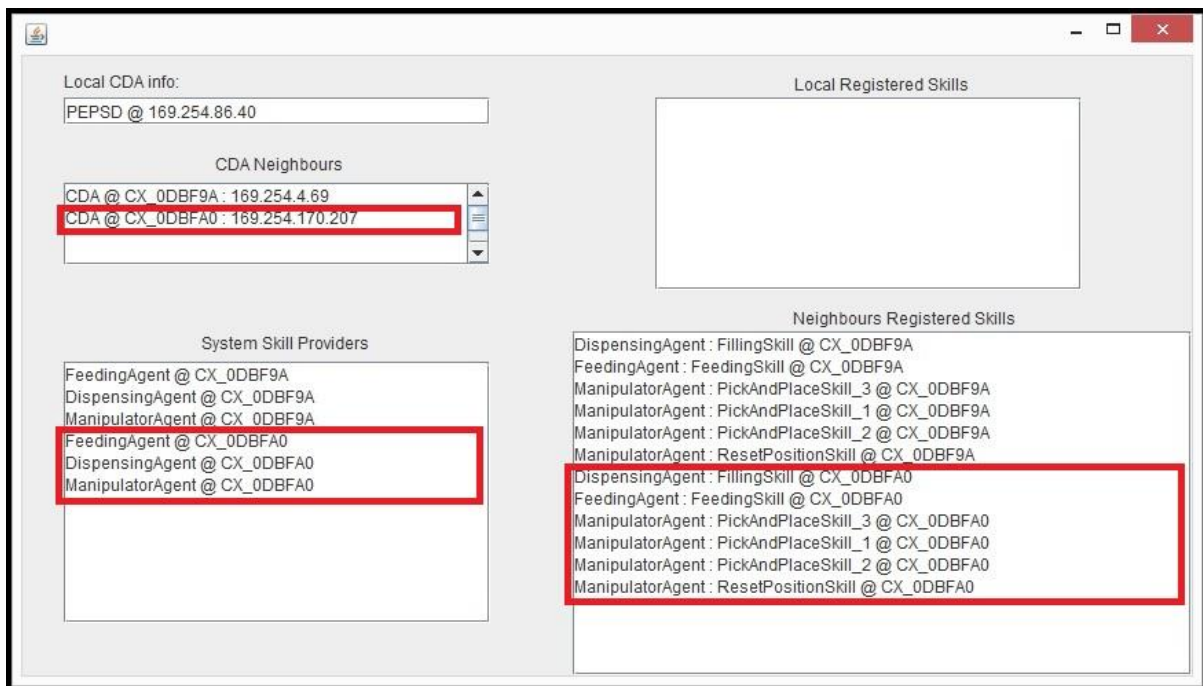 Local CDA info:
PEPSD @ 169.254.86.40
CDA Neighbours
CDA @ CX_0DBF9A : 169.254.4.69
CDA @ CX_0DBFA0 : 169.254.170.207
System Skill Providers
FeedingAgent @ CX_0DBF9A
DispensingAgent @ CX_0DBF9A
ManipulatorAgent @ CX_0DBF9A
FeedingAgent @ CX_0DBFA0
DispensingAgent @ CX_0DBFA0
ManipulatorAgent @ CX_0DBFA0
Local Registered Skills
Neighbours Registered Skills
DispensingAgent : FillingSkill @ CX_0DBF9A
FeedingAgent : FeedingSkill @ CX_0DBF9A
ManipulatorAgent : PickAndPlaceSkill_3 @ CX_0DBF9A
ManipulatorAgent : PickAndPlaceSkill_1 @ CX_0DBF9A
ManipulatorAgent : PickAndPlaceSkill_2 @ CX_0DBF9A
ManipulatorAgent : ResetPositionSkill @ CX_0DBF9A
DispensingAgent : FillingSkill @ CX_0DBFA0
FeedingAgent : FeedingSkill @ CX_0DBFA0
ManipulatorAgent : PickAndPlaceSkill_3 @ CX_0DBFA0
ManipulatorAgent : PickAndPlaceSkill_1 @ CX_0DBFA0
ManipulatorAgent : PickAndPlaceSkill_2 @ CX_0DBFA0
ManipulatorAgent : ResetPositionSkill @ CX_0DBFA0